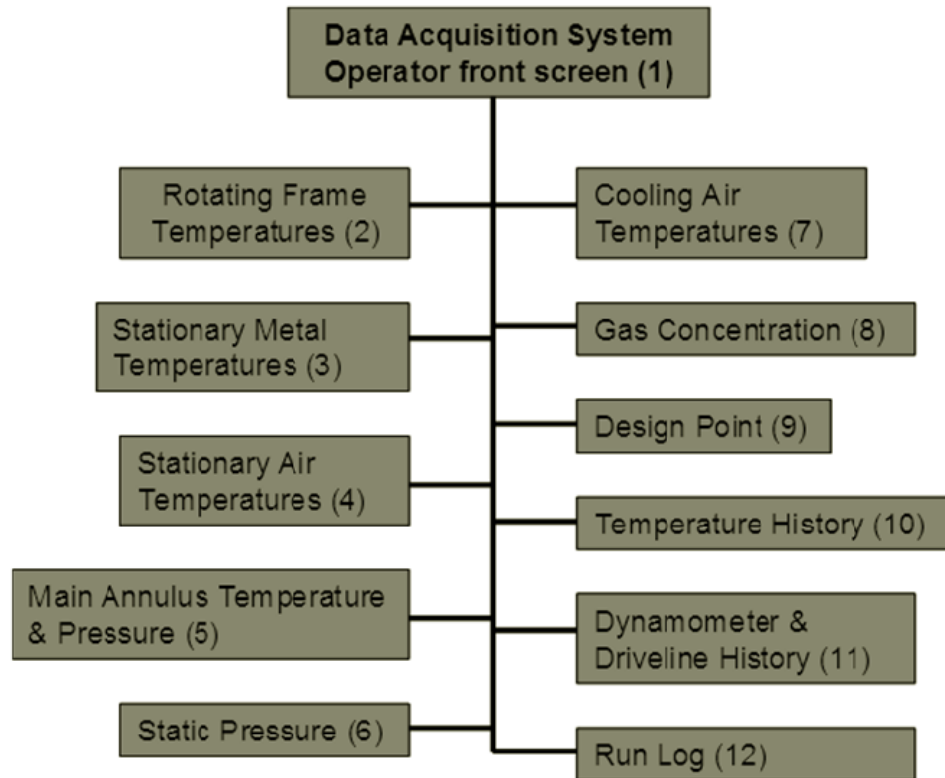 Data Acquisition System
Operator front screen (1)
Rotating Frame
Temperatures (2)
Stationary Metal
Temperatures (3)
Stationary Air
Temperatures (4)
Main Annulus Temperature
& Pressure (5)
Static Pressure (6)
Cooling Air
Temperatures (7)
Gas Concentration (8)
Design Point (9)
Temperature History (10)
Dynamometer &
Driveline History (11)
Run Log (12)